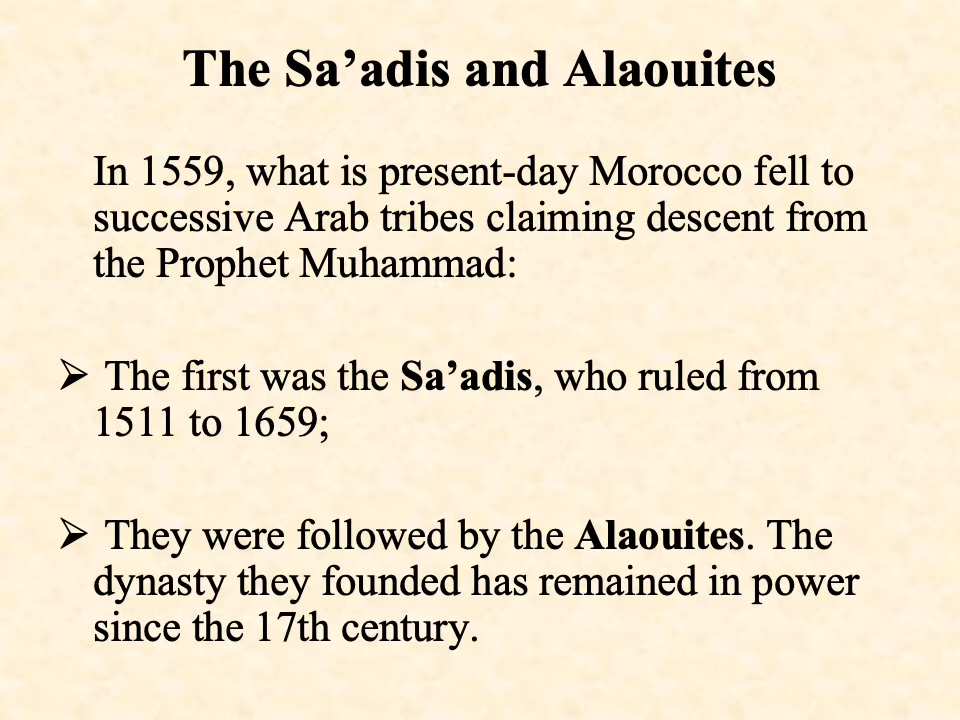 The Sa’adis and Alaouites
In 1559, what is present-day Morocco fell to
successive Arab tribes claiming descent from
the Prophet Muhammad:
➢ The first was the Sa’adis, who ruled from
1511 to 1659;
➢ They were followed by the Alaouites. The
dynasty they founded has remained in power
since the 17th century.